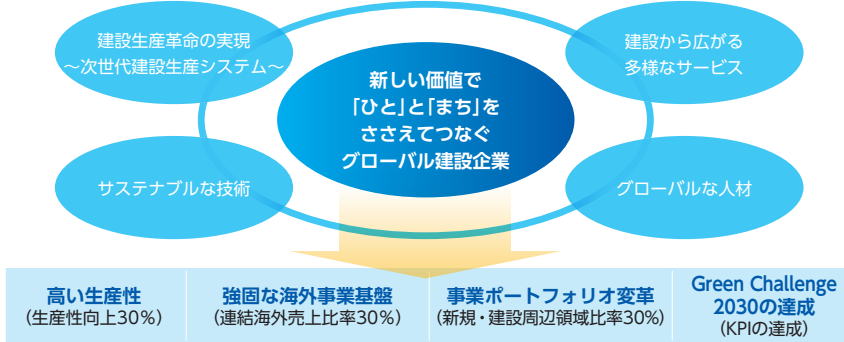 建設生産革命の実現
～次世代建設生産システム～
建設から広がる
多様なサービス
新しい価値で
「ひと」と「まち」を
ささえてつなぐ
グローバル建設企業
サステナブルな技術
グローバルな人材
高い生産性
（生産性向上30％）
強固な海外事業基盤
（連結海外売上比率30％）
事業ポートフォリオ変革
（新規・建設周辺領域比率30%）
Green Challenge
2030の達成
（KPIの達成）